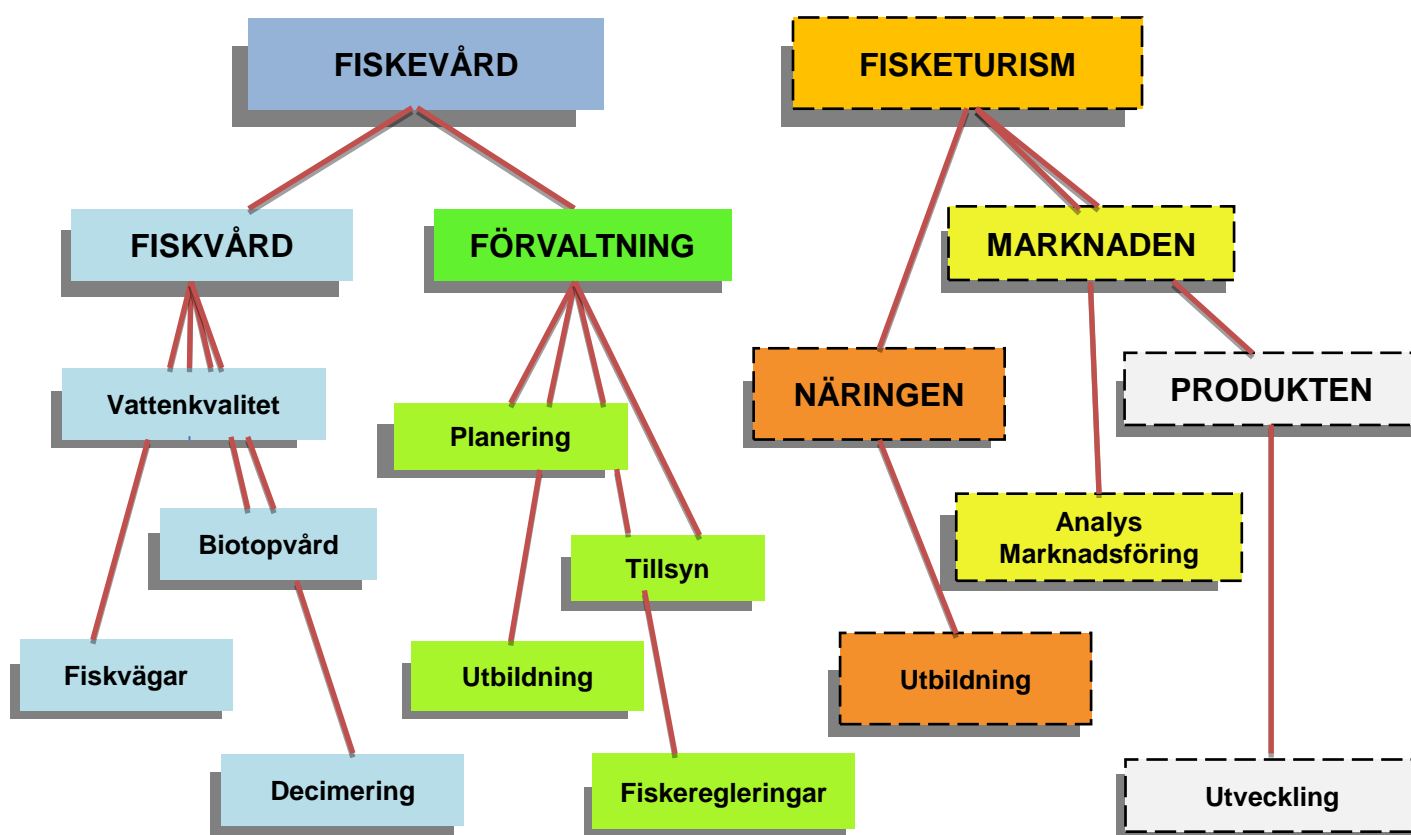 FISKEVÅRD
FISKETURISM
FISKVÅRD
FÖRVALTNING
MARKNADEN
NÄRINGEN
PRODUKTEN
Vattenkvalitet
Planering
Analys
Marknadsföring
Biotopvård
Tillsyn
Fiskvägar
Utbildning
Utbildning
Decimering
Fiskeregleringar
Utveckling